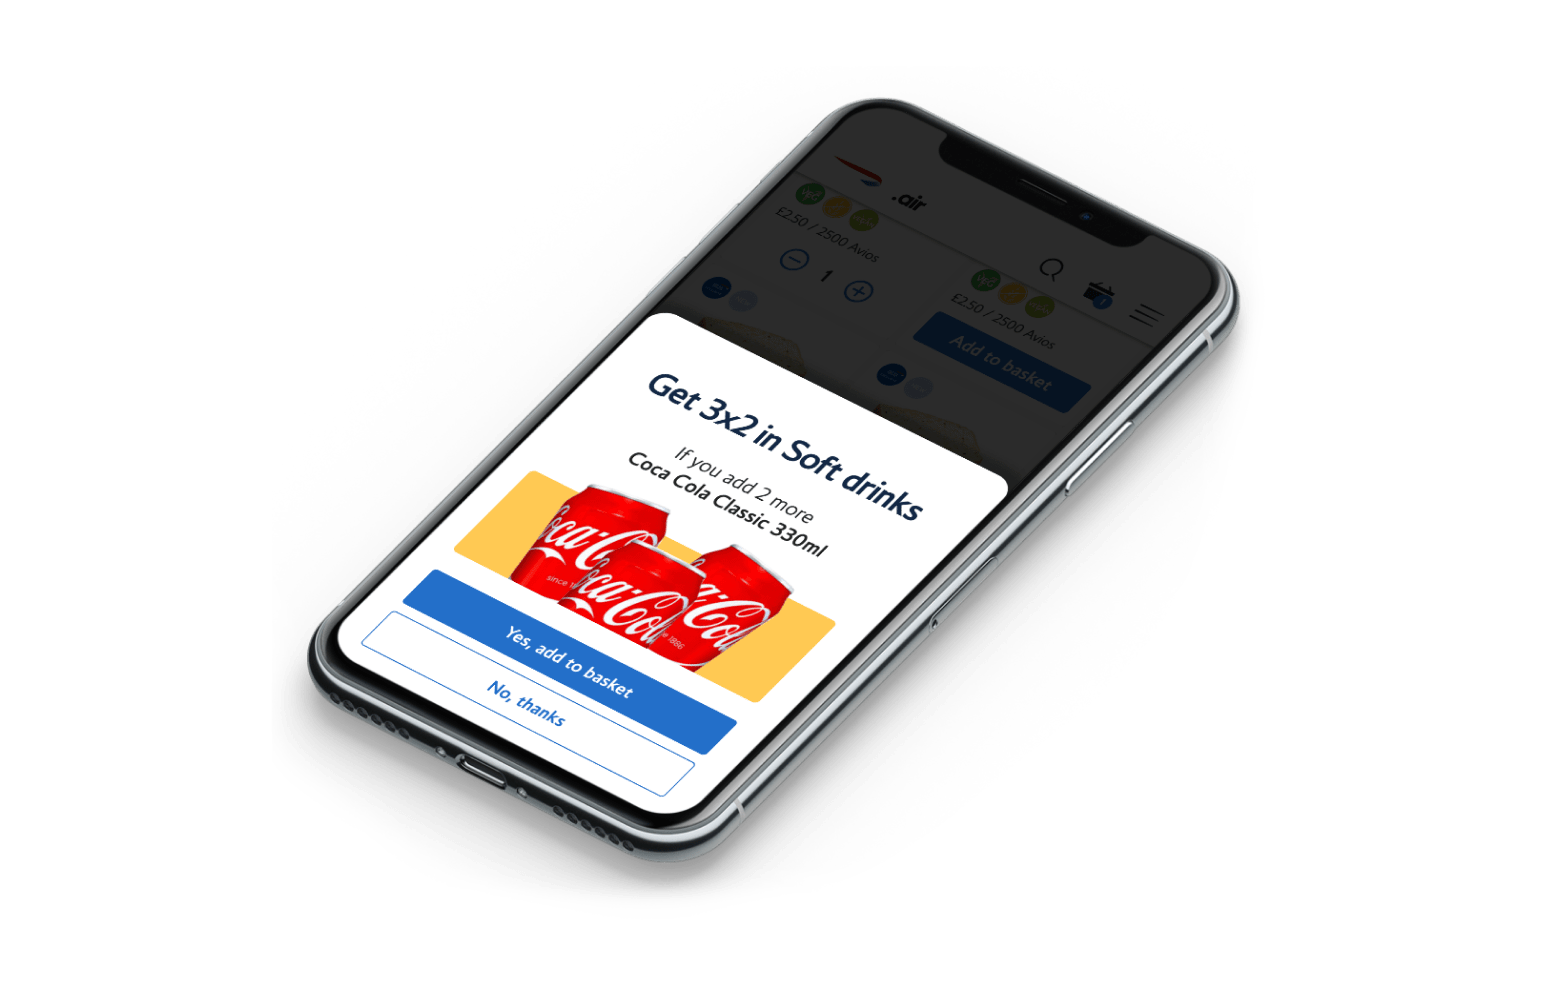 .air
£2.50 / 2500 Avios
1
£2.50 / 2500 Avios
Add to basket
Get 3x2 in Soft drinks
If you add 2 more
Coca Cola Classic 330ml
Yes, add to basket
No, thanks